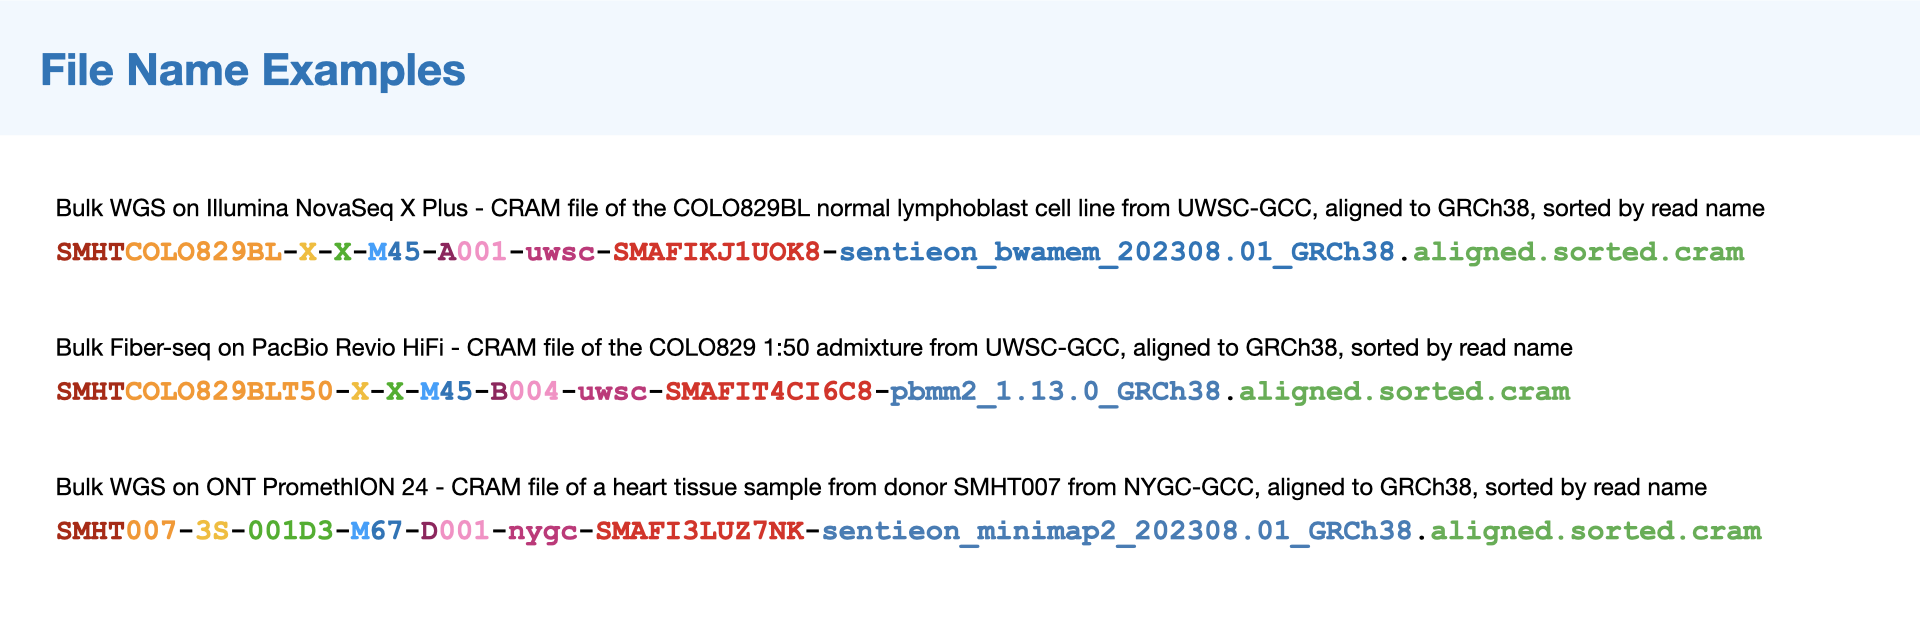 File Name Examples
Bulk WGS on Illumina NovaSeq X Plus - CRAM file of the COLO829BL normal lymphoblast cell line from UWSC-GCC, aligned to GRCh38, sorted by read name
SMHTCOLO829BL-X-X-M45-A001-uwsc-SMAFIKJ1UOK8-sentieon_bwamem_202308.01_GRCh38.aligned.sorted.cram
Bulk Fiber-seq on PacBio Revio HiFi - CRAM file of the COLO829 1:50 admixture from UWSC-GCC, aligned to GRCh38, sorted by read name
SMHTCOLO829BLT50-X-X-M45-B004-uwsc-SMAFIT4CI6C8-pbmm2_1.13.0_GRCh38.aligned.sorted.cram
Bulk WGS on ONT PromethION 24 - CRAM file of a heart tissue sample from donor SMHT007 from NYGC-GCC, aligned to GRCh38, sorted by read name
SMHT007-3S-001D3-M67-D001-nygc-SMAFI3LUZ7NK-sentieon_minimap2_202308.01_GRCh38.aligned.sorted.cram